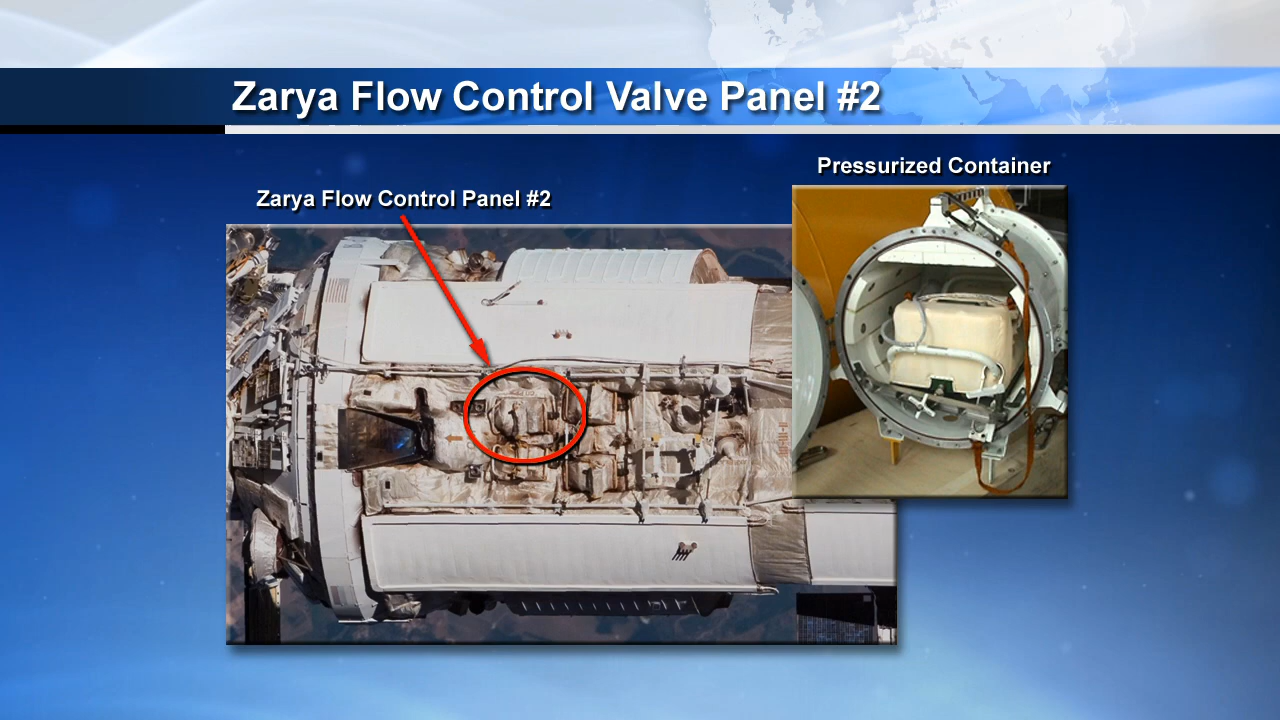 Zarya Flow Control Valve Panel #2
Pressurized Container
Zarya Flow Control Panel #2